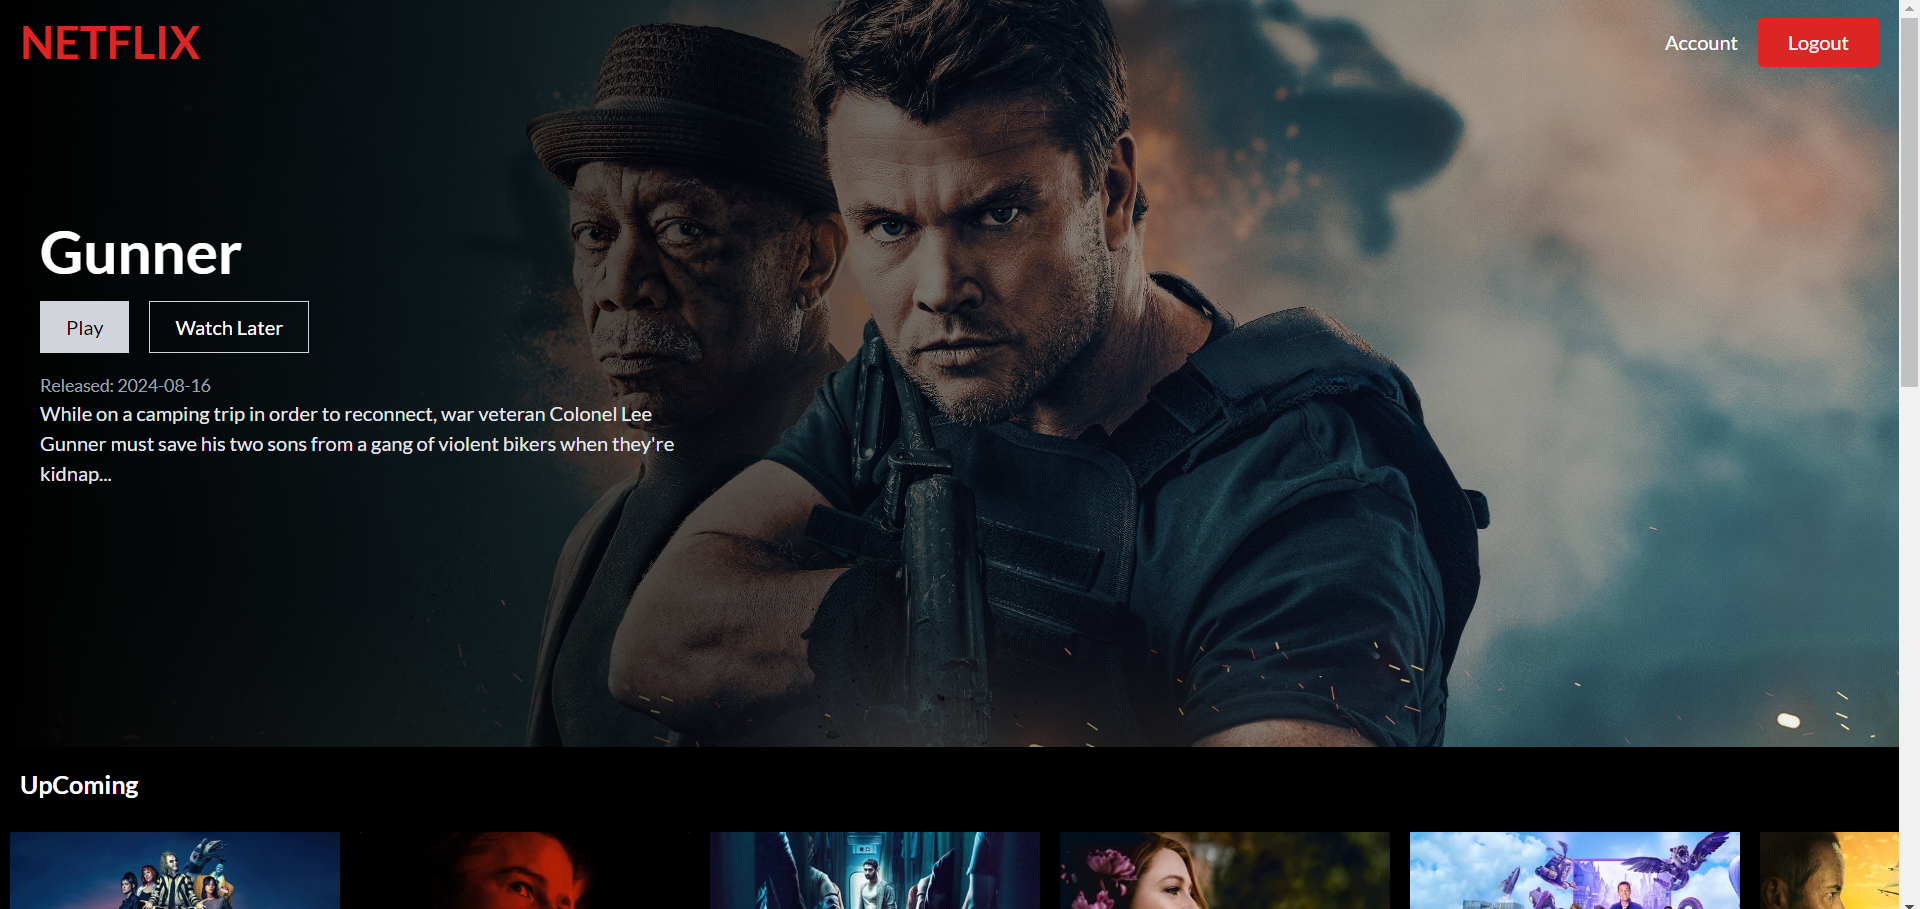 NETFLIX
Account
Logout
Gunner
Play
Watch Later
Released: 2024-08-16
While on a camping trip in order to reconnect, war veteran Colonel Lee
Gunner must save his two sons from a gang of violent bikers when they're
kidnap...
UpComing